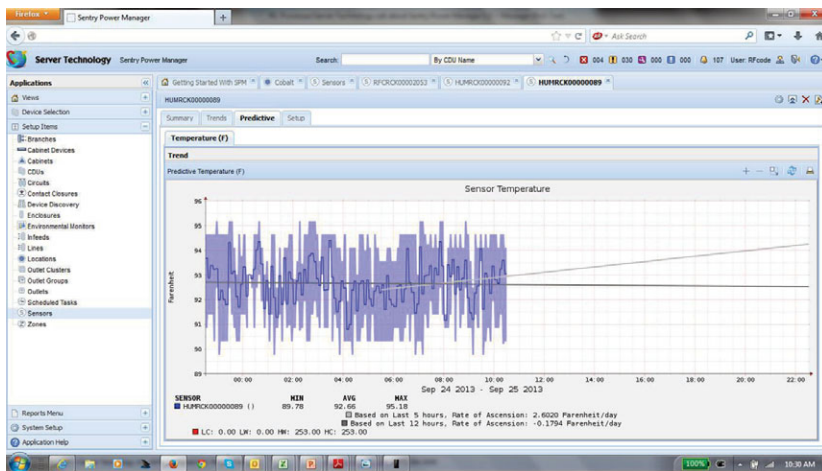 Firefox
Sentry Power Manager
Ask Search
Server Technology Sentry Power Manager
Search:
By CDU Name
004 030 000 000 107 User: RFcode
Applications
Views
Device Selection
Setup Items
Branches
Cabinet Devices
Cabinets
CDUs
Circuits
Contact Closures
Device Discovery
Enclosures
Environmental Monitors
Infeeds
Lines
Locations
Outlet Clusters
Outlet Groups
Outlets
Scheduled Tasks
Sensors
Zones
Reports Menu
System Setup
Application Help
Getting Started With SPM Cobalt Sensors RFCRCK00002053 HUMRCK00000092 HUMRCK00000089
HUMRCK00000089
Summary Trends Predictive Setup
Temperature (F)
Trend
Predictive Temperature (F)
Sensor Temperature
Farenheit
96
95
94
93
92
91
90
89
00:00 02:00 04:00 06:00 08:00 10:00 12:00 14:00 16:00 18:00 20:00 22:00
Sep 24 2013 - Sep 25 2013
SENSOR MIN AVG MAX
HUMRCK00000089 () 89.78 92.66 95.18
Based on Last 5 hours, Rate of Ascension: 2.6020 Farenheit/day
Based on Last 12 hours, Rate of Ascension: -0.1794 Farenheit/day
LC: 0.00 LW: 0.00 HW: 253.00 HC: 253.00
100%
10:30 AM